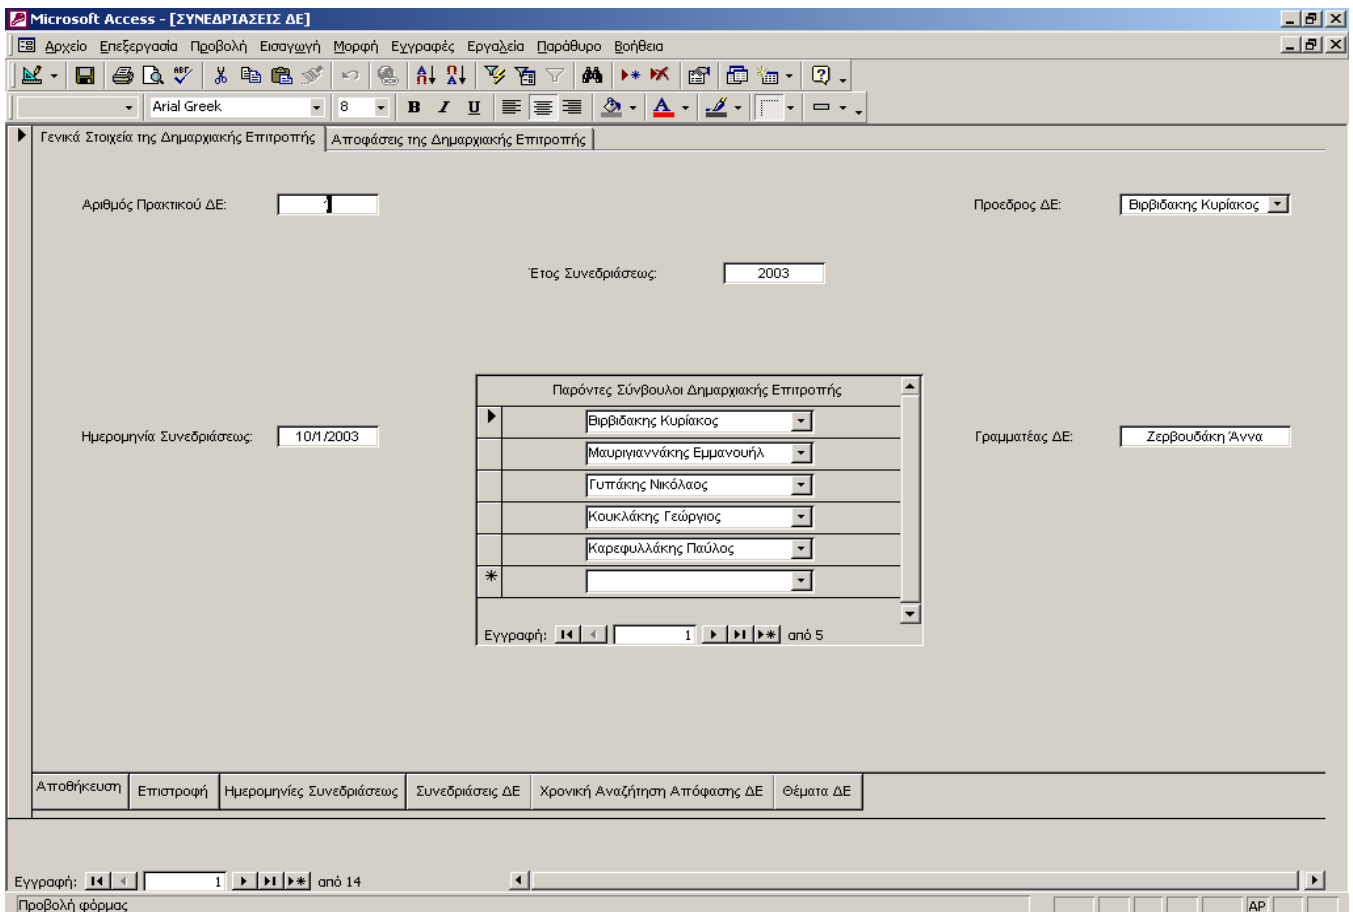 Microsoft Access - [ΣΥΝΕΔΡΙΑΣΕΙΣ ΔΕ]
Αρχείο Επεξεργασία Προβολή Εισαγωγή Μορφή Εγγραφές Εργαλεία Παράθυρο Βοήθεια
Arial Greek 8 B I U A
Γενικά Στοιχεία της Δημαρχιακής Επιτροπής Αποφάσεις της Δημαρχιακής Επιτροπής
Αριθμός Πρακτικού ΔΕ: 1 Προεδρος ΔΕ: Βιρβιδακης Κυρίακος
Έτος Συνεδριάσεως: 2003
Παρόντες Σύνβουλοι Δημαρχιακής Επιτροπής
Βιρβιδακης Κυρίακος
Ημερομηνία Συνεδριάσεως: 10/1/2003 Γραμματέας ΔΕ: Ζερβουδάκη Άννα
Μαυριγιαννάκης Εμμανουήλ
Γυπάκης Νικόλαος
Κουκλάκης Γεώργιος
Καρεφυλλάκης Παύλος
Εγγραφή: 1 από 5
Αποθήκευση Επιστροφή Ημερομηνίες Συνεδριάσεως Συνεδριάσεις ΔΕ Χρονική Αναζήτηση Απόφασης ΔΕ Θέματα ΔΕ
Εγγραφή: 1 από 14
Προβολή φόρμας AP